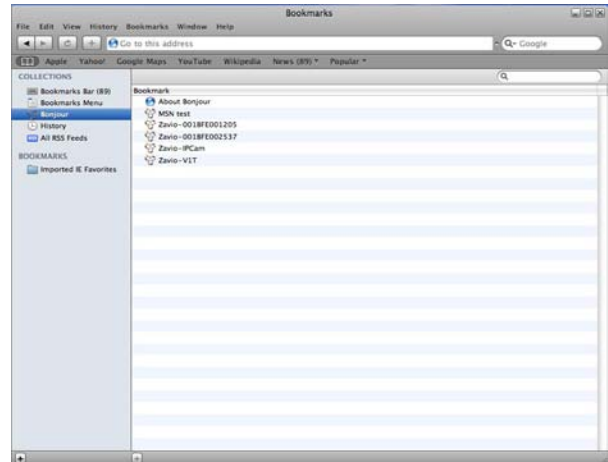 Bookmarks
File Edit View History Bookmarks Window Help
Go to this address
Google
Apple Yahoo! Google Maps YouTube Wikipedia News (89) Popular
COLLECTIONS
Bookmarks Bar (89)
Bookmarks Menu
Bonjour
History
All RSS Feeds
BOOKMARKS
Imported IE Favorites
Bookmark
About Bonjour
MSN test
Zavio-001BFE001205
Zavio-001BFE002537
Zavio-IPCam
Zavio-V1T